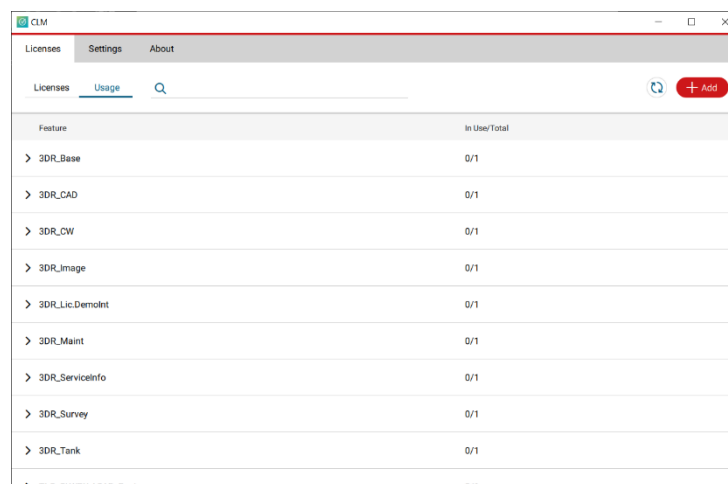 CLM
Licenses Settings About
Licenses Usage Add
Feature In Use/Total
3DR_Base 0/1
3DR_CAD 0/1
3DR_CW 0/1
3DR_Image 0/1
3DR_Lic.DemoInt 0/1
3DR_Maint 0/1
3DR_ServiceInfo 0/1
3DR_Survey 0/1
3DR_Tank 0/1